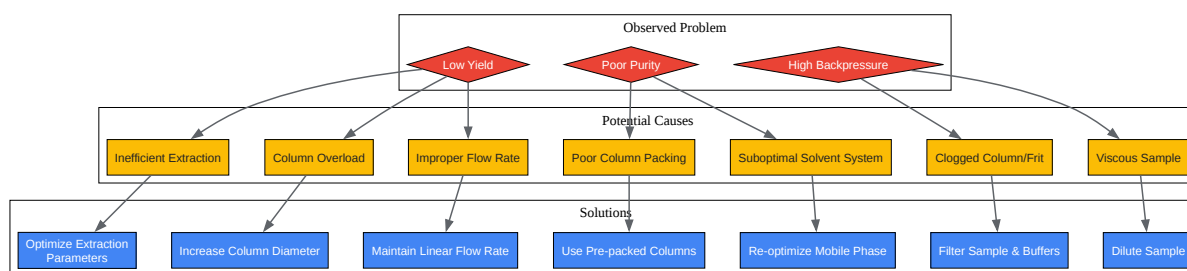 Observed Problem
Low Yield
Poor Purity
High Backpressure
Potential Causes
Inefficient Extraction
Column Overload
Improper Flow Rate
Poor Column Packing
Suboptimal Solvent System
Clogged Column/Frit
Viscous Sample
Solutions
Optimize Extraction
Parameters
Increase Column Diameter
Maintain Linear Flow Rate
Use Pre-packed Columns
Re-optimize Mobile Phase
Filter Sample & Buffers
Dilute Sample